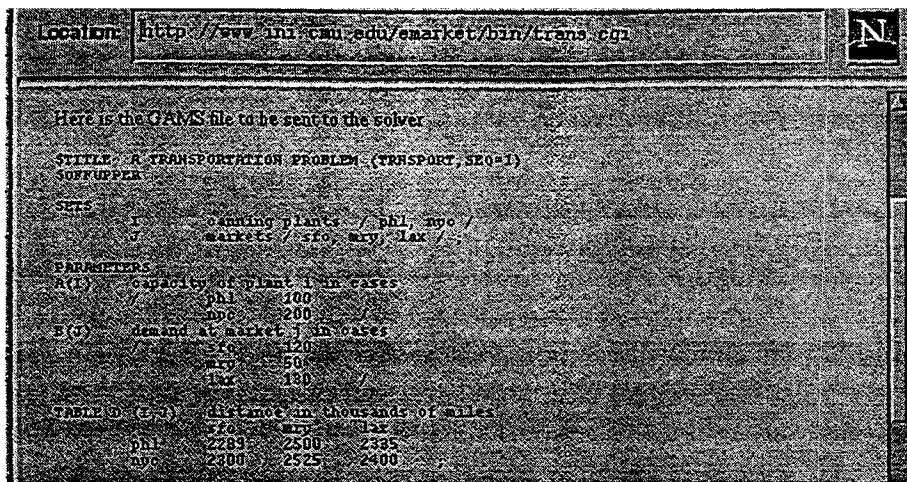 Location: http://www.ini.cmu.edu/emarket/bin/trans.cgi
N
Here is the GAMS file to be sent to the solver
$TITLE A TRANSPORTATION PROBLEM (TRNSPORT,SEQ=1)
$OFFUPPER
SETS
I canning plants / phl, nyc /
J markets / sfo, mry, lax / ;
PARAMETERS
A(I) capacity of plant i in cases
/ phl 100
nyc 200 /
B(J) demand at market j in cases
/ sfo 120
mry 50
lax 130 /
TABLE D (I,J) distance in thousands of miles
sfo mry lax
phl 2283 2500 2335
nyc 2300 2525 2400 ;